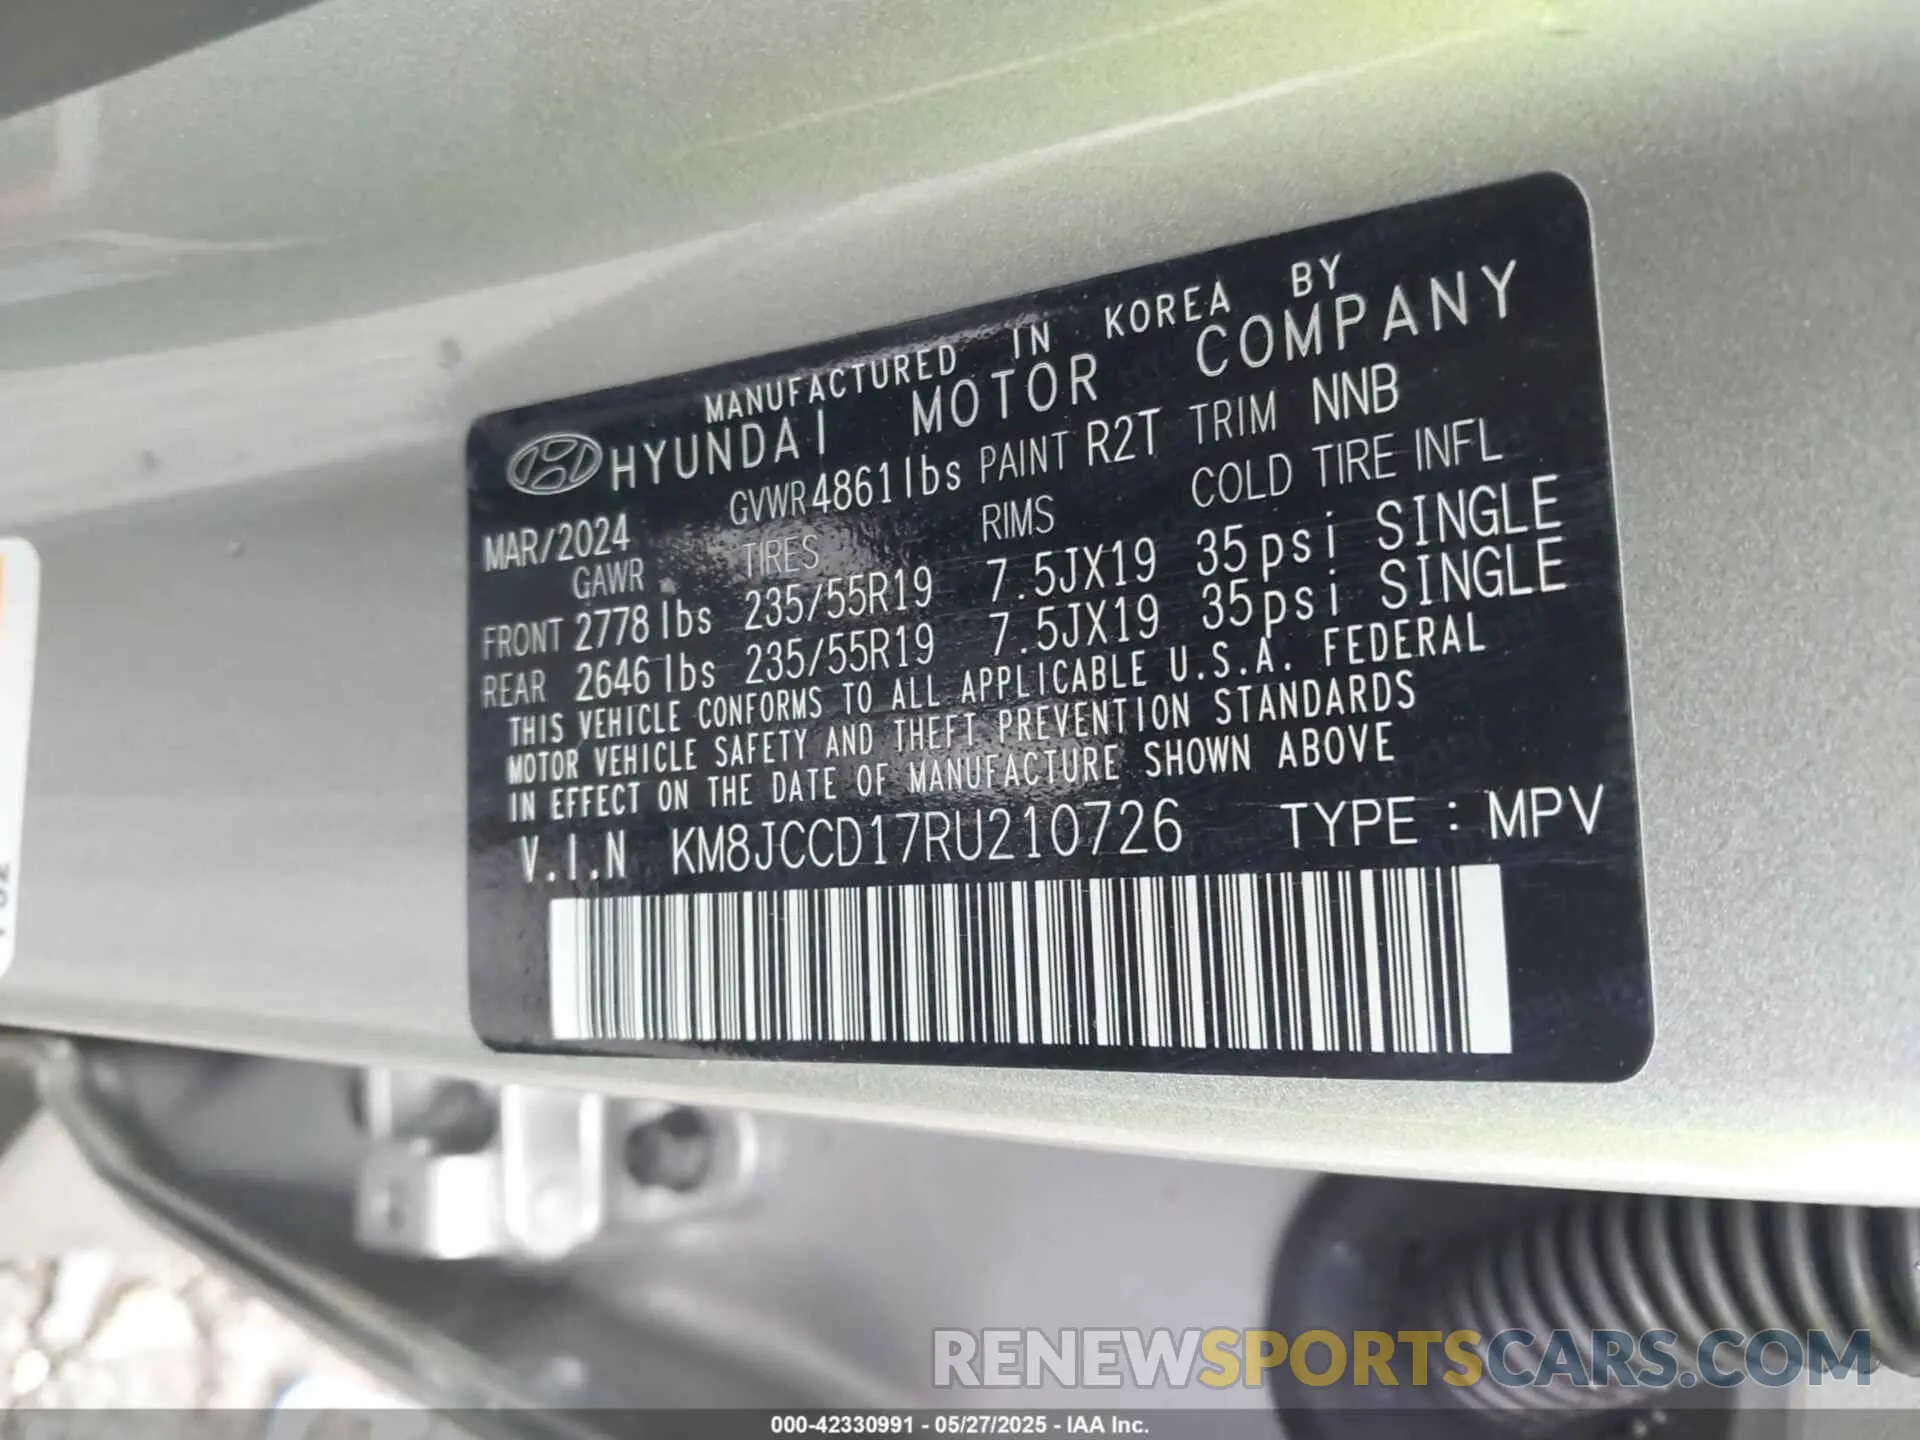 MANUFACTURED IN KOREA BY
HYUNDAI MOTOR COMPANY
MAR/2024 GVWR 4861 lbs PAINT R2T TRIM NNB
GAWR TIRES RIMS COLD TIRE INFL
FRONT 2778 lbs 235/55R19 7.5JX19 35psi SINGLE
REAR 2646 lbs 235/55R19 7.5JX19 35psi SINGLE
THIS VEHICLE CONFORMS TO ALL APPLICABLE U.S.A. FEDERAL
MOTOR VEHICLE SAFETY AND THEFT PREVENTION STANDARDS
IN EFFECT ON THE DATE OF MANUFACTURE SHOWN ABOVE
V.I.N KM8JCCD17RU210726 TYPE : MPV
RENEWSPORTSCARS.COM
000-42330991 - 05/27/2025 - IAA Inc.